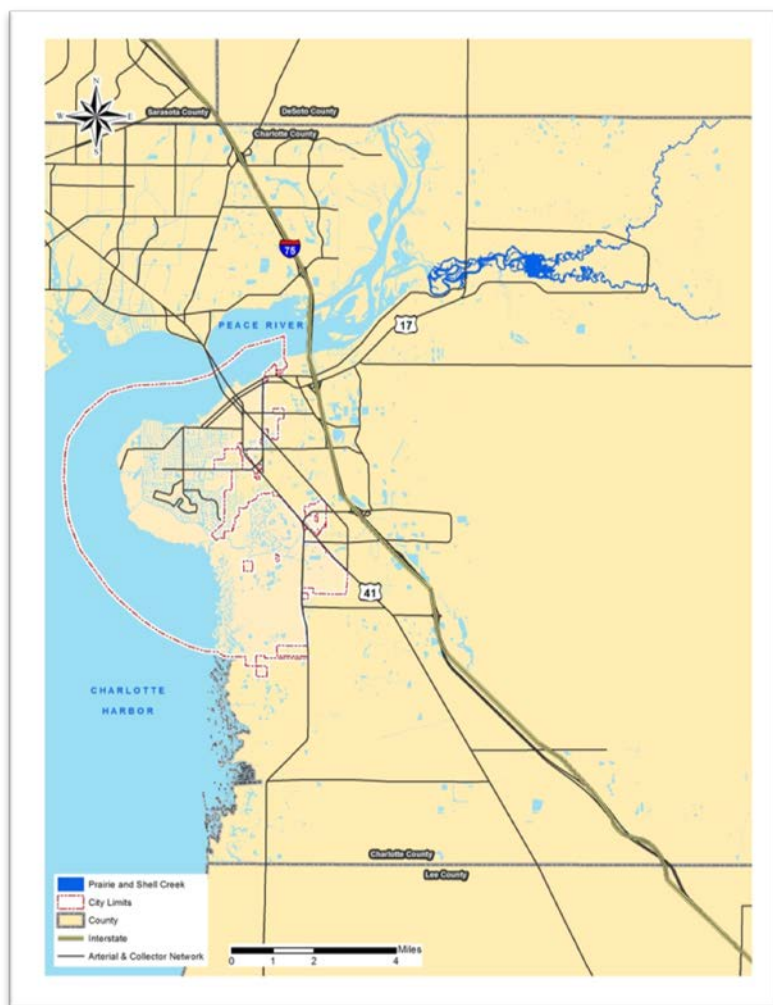 N
W E
S
Sarasota County
DeSoto County
Charlotte County
75
PEACE RIVER
17
41
CHARLOTTE
HARBOR
Charlotte County
Lee County
Prairie and Shell Creek
City Limits
County
Interstate
Arterial & Collector Network
Miles
0 1 2 4